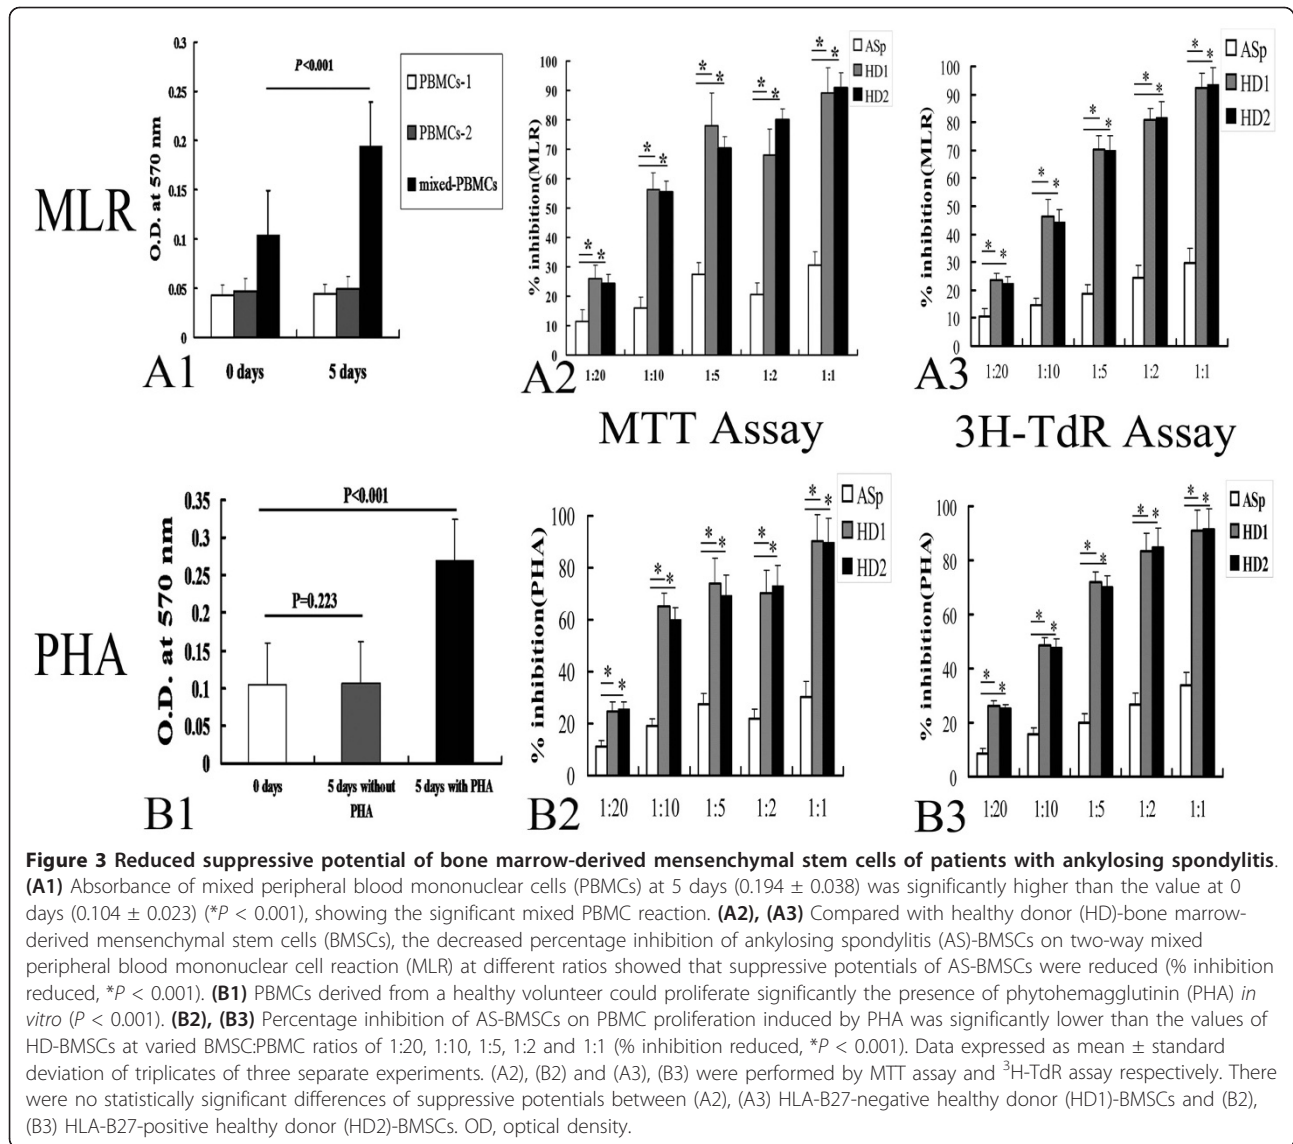 MLR
O.D. at 570 nm
0.3
0.25
0.2
0.15
0.1
0.05
0
P<0.001
PBMCs-1
PBMCs-2
mixed-PBMCs
0 days
5 days
A1
% inhibition(MLR)
100
90
80
70
60
50
40
30
20
10
0
* *
* *
* *
* *
* *
ASp
HD1
HD2
1:20 1:10 1:5 1:2 1:1
A2
MTT Assay
% inhibition(MLR)
100
90
80
70
60
50
40
30
20
10
0
* *
* *
* *
* *
* *
ASp
HD1
HD2
1:20 1:10 1:5 1:2 1:1
A3
3H-TdR Assay
PHA
O.D. at 570 nm
0.35
0.3
0.25
0.2
0.15
0.1
0.05
0
P<0.001
P=0.223
0 days
5 days without
PHA
5 days with PHA
B1
% inhibition(PHA)
100
80
60
40
20
0
* *
* *
* *
* *
* *
ASp
HD1
HD2
1:20 1:10 1:5 1:2 1:1
B2
% inhibition(PHA)
100
80
60
40
20
0
* *
* *
* *
* *
* *
ASp
HD1
HD2
1:20 1:10 1:5 1:2 1:1
B3
Figure 3 Reduced suppressive potential of bone marrow-derived mensenchymal stem cells of patients with ankylosing spondylitis.
(A1) Absorbance of mixed peripheral blood mononuclear cells (PBMCs) at 5 days (0.194 ± 0.038) was significantly higher than the value at 0
days (0.104 ± 0.023) (*P < 0.001), showing the significant mixed PBMC reaction. (A2), (A3) Compared with healthy donor (HD)-bone marrow-
derived mensenchymal stem cells (BMSCs), the decreased percentage inhibition of ankylosing spondylitis (AS)-BMSCs on two-way mixed
peripheral blood mononuclear cell reaction (MLR) at different ratios showed that suppressive potentials of AS-BMSCs were reduced (% inhibition
reduced, *P < 0.001). (B1) PBMCs derived from a healthy volunteer could proliferate significantly the presence of phytohemagglutinin (PHA) in
vitro (P < 0.001). (B2), (B3) Percentage inhibition of AS-BMSCs on PBMC proliferation induced by PHA was significantly lower than the values of
HD-BMSCs at varied BMSC:PBMC ratios of 1:20, 1:10, 1:5, 1:2 and 1:1 (% inhibition reduced, *P < 0.001). Data expressed as mean ± standard
deviation of triplicates of three separate experiments. (A2), (B2) and (A3), (B3) were performed by MTT assay and ³H-TdR assay respectively. There
were no statistically significant differences of suppressive potentials between (A2), (A3) HLA-B27-negative healthy donor (HD1)-BMSCs and (B2),
(B3) HLA-B27-positive healthy donor (HD2)-BMSCs. OD, optical density.